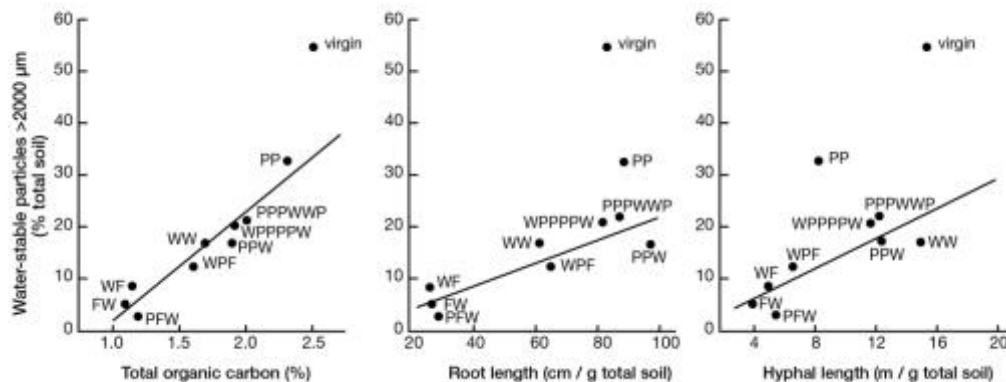 Water-stable particles >2000 µm
(% total soil)
60
50
40
30
20
10
0
virgin
PP
PPPWWP
WPPPPW
WW
PPW
WPF
WF
FW
PFW
1.0 1.5 2.0 2.5
Total organic carbon (%)
60
50
40
30
20
10
0
virgin
PP
PPPWWP
WPPPPW
WW
WPF
PPW
WF
FW
PFW
20 40 60 80 100
Root length (cm / g total soil)
60
50
40
30
20
10
0
virgin
PP
PPPWWP
WPPPPW
PPW
WW
WPF
WF
FW
PFW
4 8 12 16 20
Hyphal length (m / g total soil)